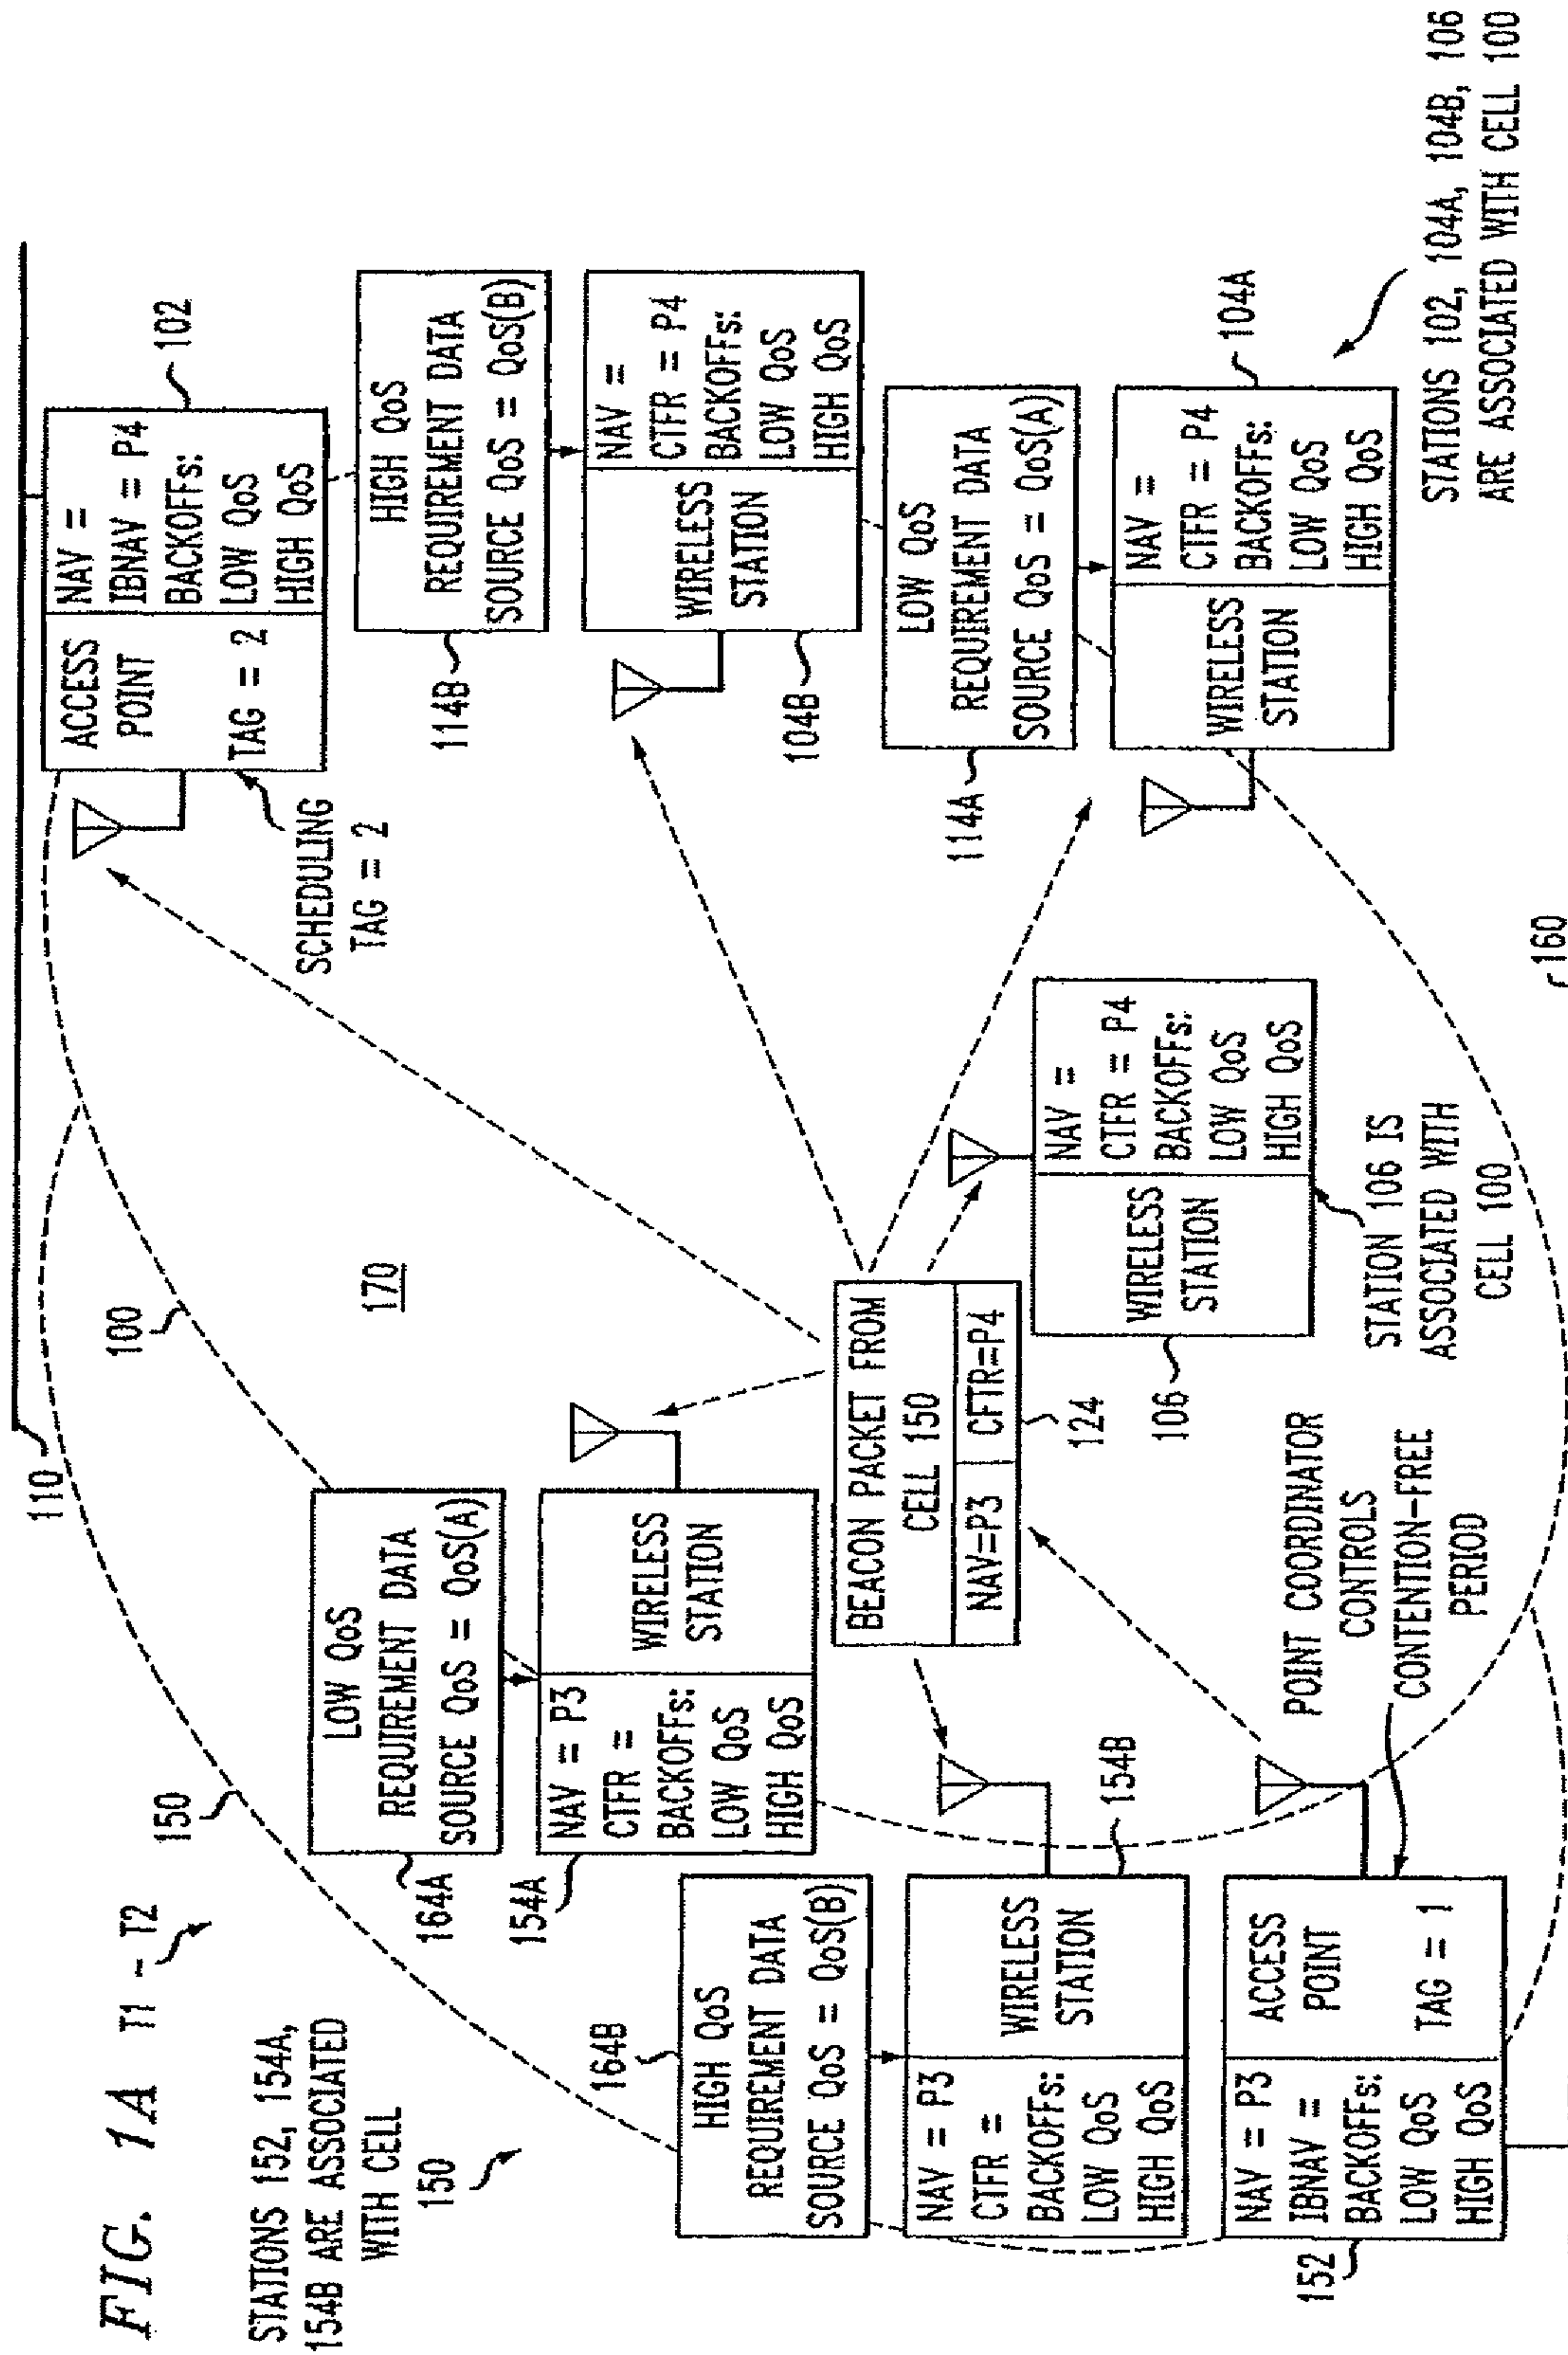 FIG. 1A T1 - T2
STATIONS 152, 154A,
154B ARE ASSOCIATED
WITH CELL
150
150
110
100
170
LOW QoS
REQUIREMENT DATA
SOURCE QoS = QoS(A)
164A
NAV = P3
CTFR =
BACKOFFs:
LOW QoS
HIGH QoS
WIRELESS
STATION
154A
HIGH QoS
REQUIREMENT DATA
SOURCE QoS = QoS(B)
164B
NAV = P3
CTFR =
BACKOFFs:
LOW QoS
HIGH QoS
WIRELESS
STATION
154B
NAV = P3
IBNAV =
BACKOFFs:
LOW QoS
HIGH QoS
ACCESS
POINT
TAG = 1
152
POINT COORDINATOR
CONTROLS
CONTENTION-FREE
PERIOD
BEACON PACKET FROM
CELL 150
NAV=P3
CFTR=P4
124
WIRELESS
STATION
NAV =
CTFR = P4
BACKOFFs:
LOW QoS
HIGH QoS
106
STATION 106 IS
ASSOCIATED WITH
CELL 100
160
ACCESS
POINT
TAG = 2
NAV =
IBNAV = P4
BACKOFFs:
LOW QoS
HIGH QoS
102
SCHEDULING
TAG = 2
HIGH QoS
REQUIREMENT DATA
SOURCE QoS = QoS(B)
114B
WIRELESS
STATION
NAV =
CTFR = P4
BACKOFFs:
LOW QoS
HIGH QoS
104B
LOW QoS
REQUIREMENT DATA
SOURCE QoS = QoS(A)
114A
WIRELESS
STATION
NAV =
CTFR = P4
BACKOFFs:
LOW QoS
HIGH QoS
104A
STATIONS 102, 104A, 104B, 106
ARE ASSOCIATED WITH CELL 100